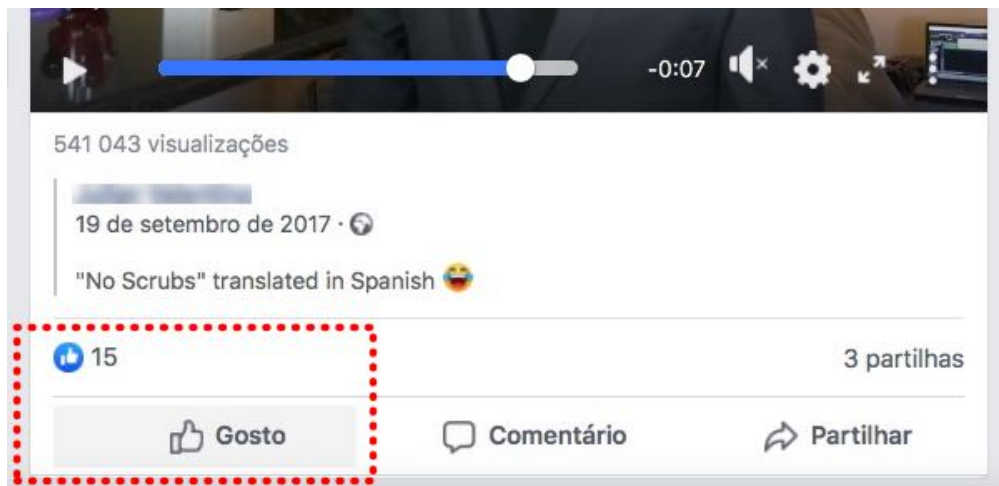 -0:07
541 043 visualizações
19 de setembro de 2017 ·
"No Scrubs" translated in Spanish 😂
15
3 partilhas
Gosto
Comentário
Partilhar